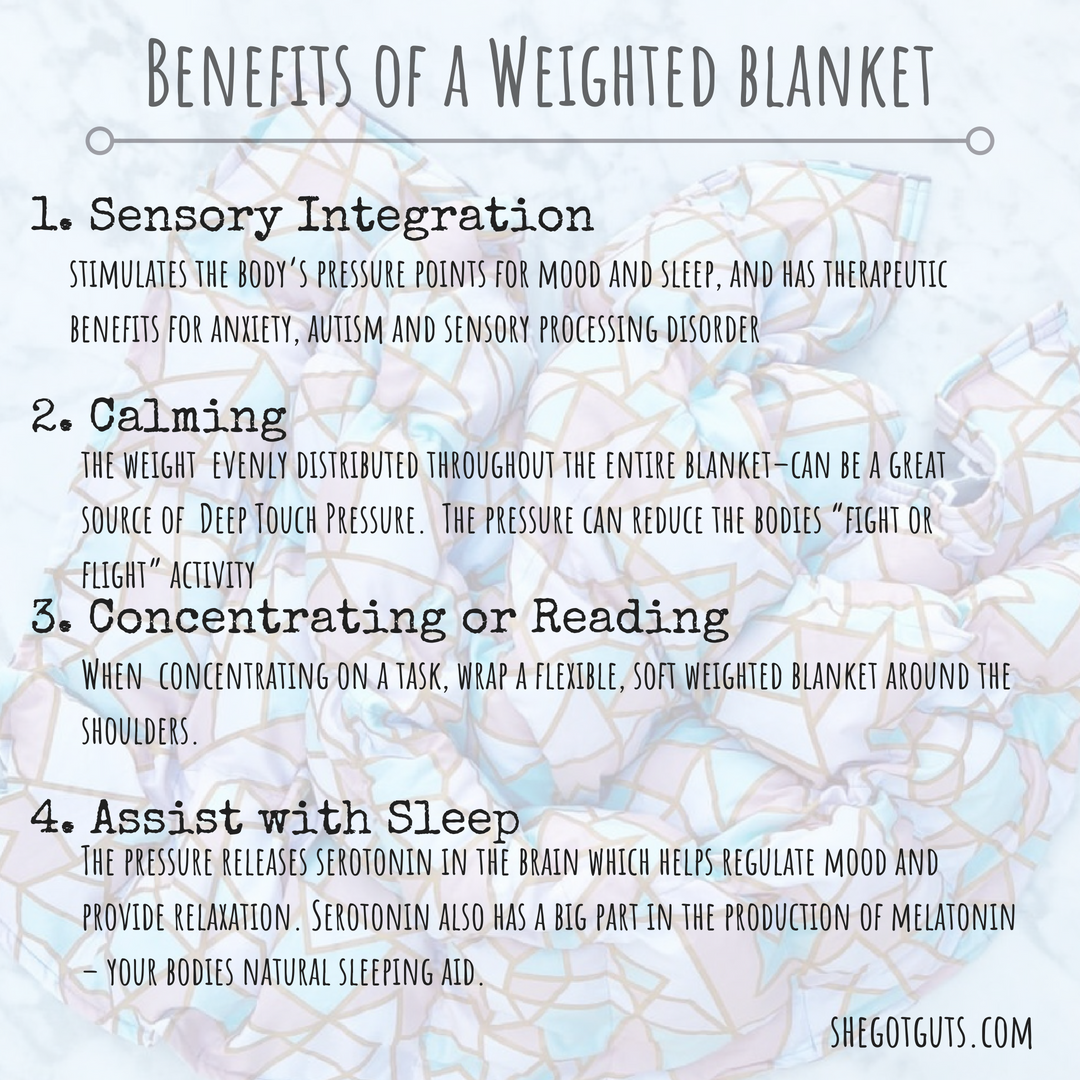 Benefits of a Weighted Blanket
1. Sensory Integration
stimulates the body's pressure points for mood and sleep, and has therapeutic
benefits for anxiety, autism and sensory processing disorder
2. Calming
the weight evenly distributed throughout the entire blanket–can be a great
source of Deep Touch Pressure. The pressure can reduce the bodies "fight or
flight" activity
3. Concentrating or Reading
When concentrating on a task, wrap a flexible, soft weighted blanket around the
shoulders.
4. Assist with Sleep
The pressure releases serotonin in the brain which helps regulate mood and
provide relaxation. Serotonin also has a big part in the production of melatonin
– your bodies natural sleeping aid.
shegotguts.com